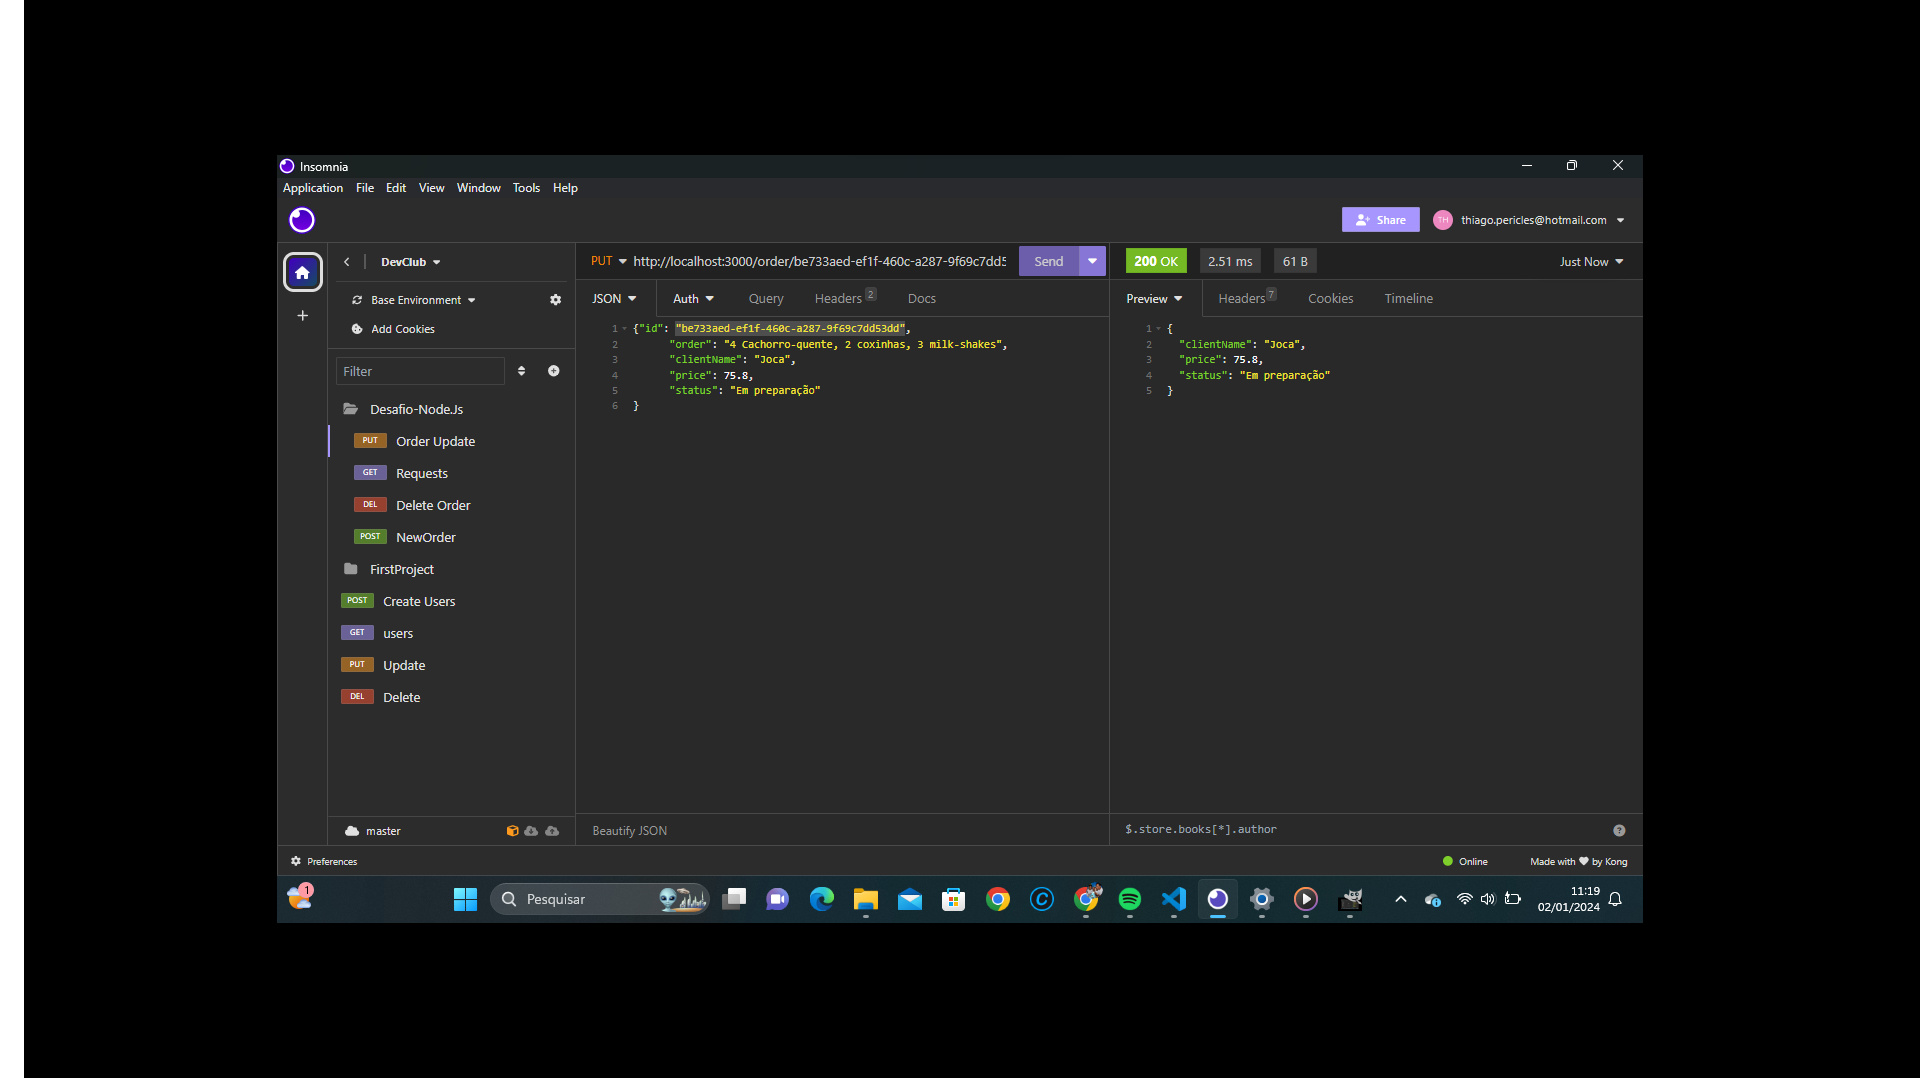 Insomnia
Application File Edit View Window Tools Help
Share TH thiago.pericles@hotmail.com
DevClub
PUT http://localhost:3000/order/be733aed-ef1f-460c-a287-9f69c7dd5 Send
200 OK 2.51 ms 61 B Just Now
Base Environment
Add Cookies
Filter
Desafio-Node.Js
PUT Order Update
GET Requests
DEL Delete Order
POST NewOrder
FirstProject
POST Create Users
GET users
PUT Update
DEL Delete
master
JSON Auth Query Headers 2 Docs
1 {"id": "be733aed-ef1f-460c-a287-9f69c7dd53dd",
2 "order": "4 Cachorro-quente, 2 coxinhas, 3 milk-shakes",
3 "clientName": "Joca",
4 "price": 75.8,
5 "status": "Em preparação"
6 }
Beautify JSON
Preview Headers 7 Cookies Timeline
1 {
2 "clientName": "Joca",
3 "price": 75.8,
4 "status": "Em preparação"
5 }
$.store.books[*].author
Preferences
Online Made with ❤ by Kong
1
Pesquisar
11:19
02/01/2024